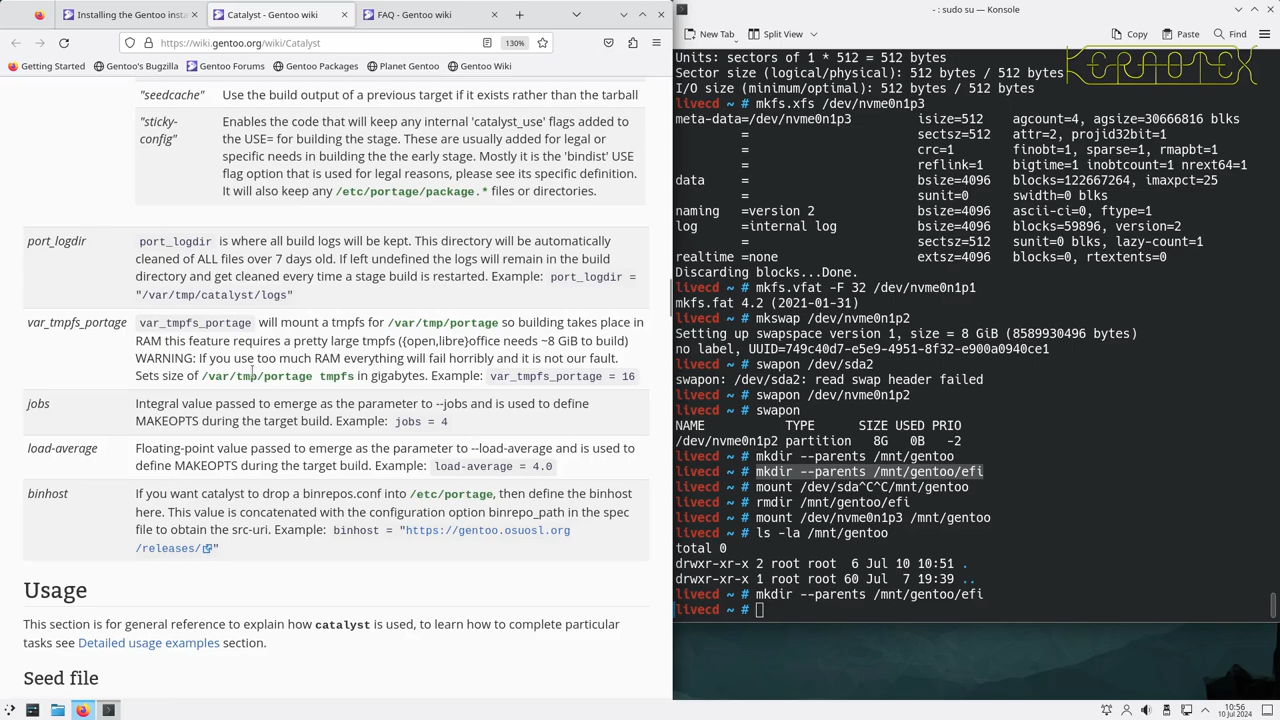 Installing the Gentoo inst
Catalyst - Gentoo wiki
FAQ - Gentoo wiki
https://wiki.gentoo.org/wiki/Catalyst
130%
Getting Started
Gentoo's Bugzilla
Gentoo Forums
Gentoo Packages
Planet Gentoo
Gentoo Wiki
"seedcache"
Use the build output of a previous target if it exists rather than the tarball
"sticky-
config"
Enables the code that will keep any internal 'catalyst_use' flags added to
the USE= for building the stage. These are usually added for legal or
specific needs in building the the early stage. Mostly it is the 'bindist' USE
flag option that is used for legal reasons, please see its specific definition.
It will also keep any /etc/portage/package.* files or directories.
port_logdir
port_logdir is where all build logs will be kept. This directory will be automatically
cleaned of ALL files over 7 days old. If left undefined the logs will remain in the build
directory and get cleaned every time a stage build is restarted. Example: port_logdir =
"/var/tmp/catalyst/logs"
var_tmpfs_portage
var_tmpfs_portage will mount a tmpfs for /var/tmp/portage so building takes place in
RAM this feature requires a pretty large tmpfs ({open,libre}office needs ~8 GiB to build)
WARNING: If you use too much RAM everything will fail horribly and it is not our fault.
Sets size of /var/tmp/portage tmpfs in gigabytes. Example: var_tmpfs_portage = 16
jobs
Integral value passed to emerge as the parameter to --jobs and is used to define
MAKEOPTS during the target build. Example: jobs = 4
load-average
Floating-point value passed to emerge as the parameter to --load-average and is used to
define MAKEOPTS during the target build. Example: load-average = 4.0
binhost
If you want catalyst to drop a binrepos.conf into /etc/portage, then define the binhost
here. This value is concatenated with the configuration option binrepo_path in the spec
file to obtain the src-uri. Example: binhost = "https://gentoo.osuosl.org
/releases/"
Usage
This section is for general reference to explain how catalyst is used, to learn how to complete particular
tasks see Detailed usage examples section.
Seed file
- : sudo su — Konsole
New Tab
Split View
Copy
Paste
Find
KERAOTEX
Units: sectors of 1 * 512 = 512 bytes
Sector size (logical/physical): 512 bytes / 512 bytes
I/O size (minimum/optimal): 512 bytes / 512 bytes
livecd ~ # mkfs.xfs /dev/nvme0n1p3
meta-data=/dev/nvme0n1p3 isize=512 agcount=4, agsize=30666816 blks
= sectsz=512 attr=2, projid32bit=1
= crc=1 finobt=1, sparse=1, rmapbt=1
= reflink=1 bigtime=1 inobtcount=1 nrext64=1
data = bsize=4096 blocks=122667264, imaxpct=25
= sunit=0 swidth=0 blks
naming =version 2 bsize=4096 ascii-ci=0, ftype=1
log =internal log bsize=4096 blocks=59896, version=2
= sectsz=512 sunit=0 blks, lazy-count=1
realtime =none extsz=4096 blocks=0, rtextents=0
Discarding blocks...Done.
livecd ~ # mkfs.vfat -F 32 /dev/nvme0n1p1
mkfs.fat 4.2 (2021-01-31)
livecd ~ # mkswap /dev/nvme0n1p2
Setting up swapspace version 1, size = 8 GiB (8589930496 bytes)
no label, UUID=749c40d7-e5e9-4951-8f32-e900a0940ce1
livecd ~ # swapon /dev/sda2
swapon: /dev/sda2: read swap header failed
livecd ~ # swapon /dev/nvme0n1p2
livecd ~ # swapon
NAME TYPE SIZE USED PRIO
/dev/nvme0n1p2 partition 8G 0B -2
livecd ~ # mkdir --parents /mnt/gentoo
livecd ~ # mkdir --parents /mnt/gentoo/efi
livecd ~ # mount /dev/sda^C^C/mnt/gentoo
livecd ~ # rmdir /mnt/gentoo/efi
livecd ~ # mount /dev/nvme0n1p3 /mnt/gentoo
livecd ~ # ls -la /mnt/gentoo
total 0
drwxr-xr-x 2 root root 6 Jul 10 10:51 .
drwxr-xr-x 1 root root 60 Jul 7 19:39 ..
livecd ~ # mkdir --parents /mnt/gentoo/efi
livecd ~ #
10:56
10 Jul 2024